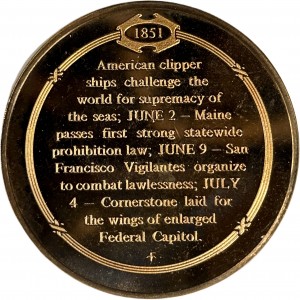 1851
American clipper
ships challenge the
world for supremacy of
the seas; JUNE 2 — Maine
passes first strong statewide
prohibition law; JUNE 9 — San
Francisco Vigilantes organize
to combat lawlessness; JULY
4 — Cornerstone laid for
the wings of enlarged
Federal Capitol.